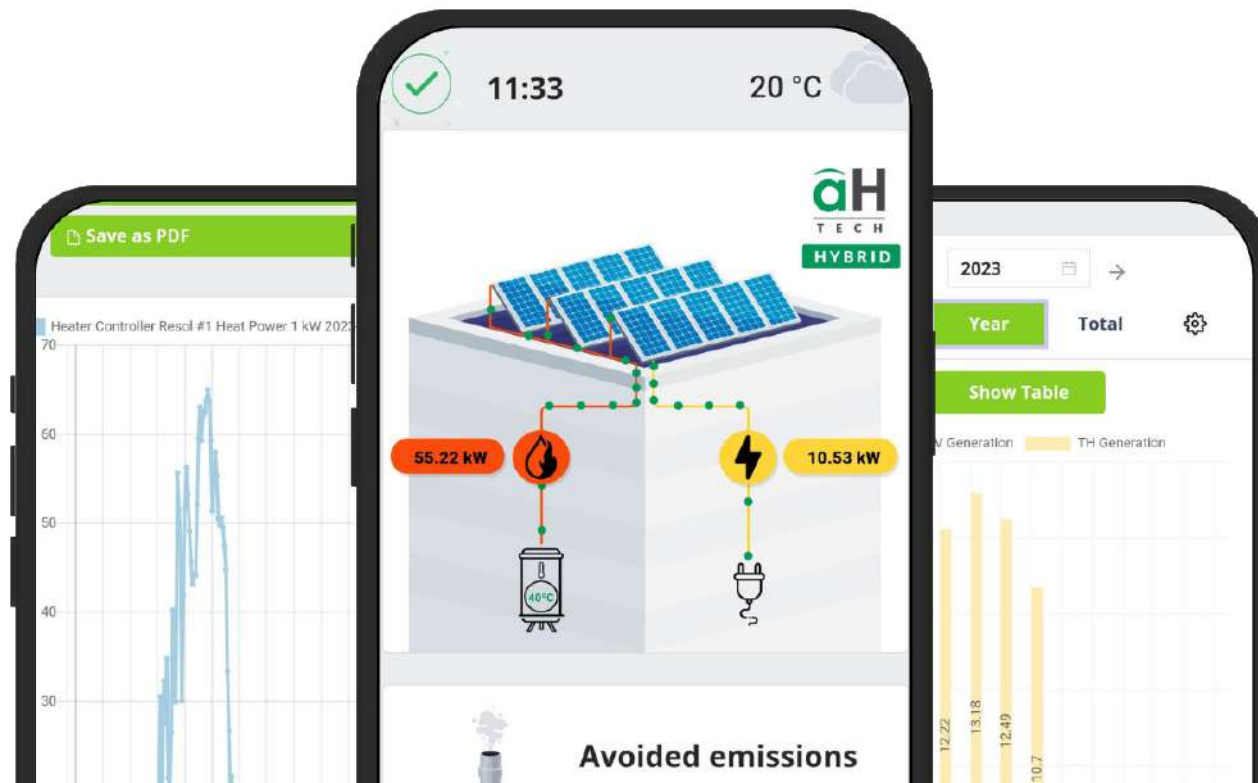 Save as PDF
Heater Controller Resol #1 Heat Power 1 kW 2023
70
60
50
40
30
11:33
20 °C
aH
TECH
HYBRID
55.22 kW
10.53 kW
40°C
Avoided emissions
2023
Year
Total
Show Table
V Generation
TH Generation
12.22
13.18
12.49
10.7